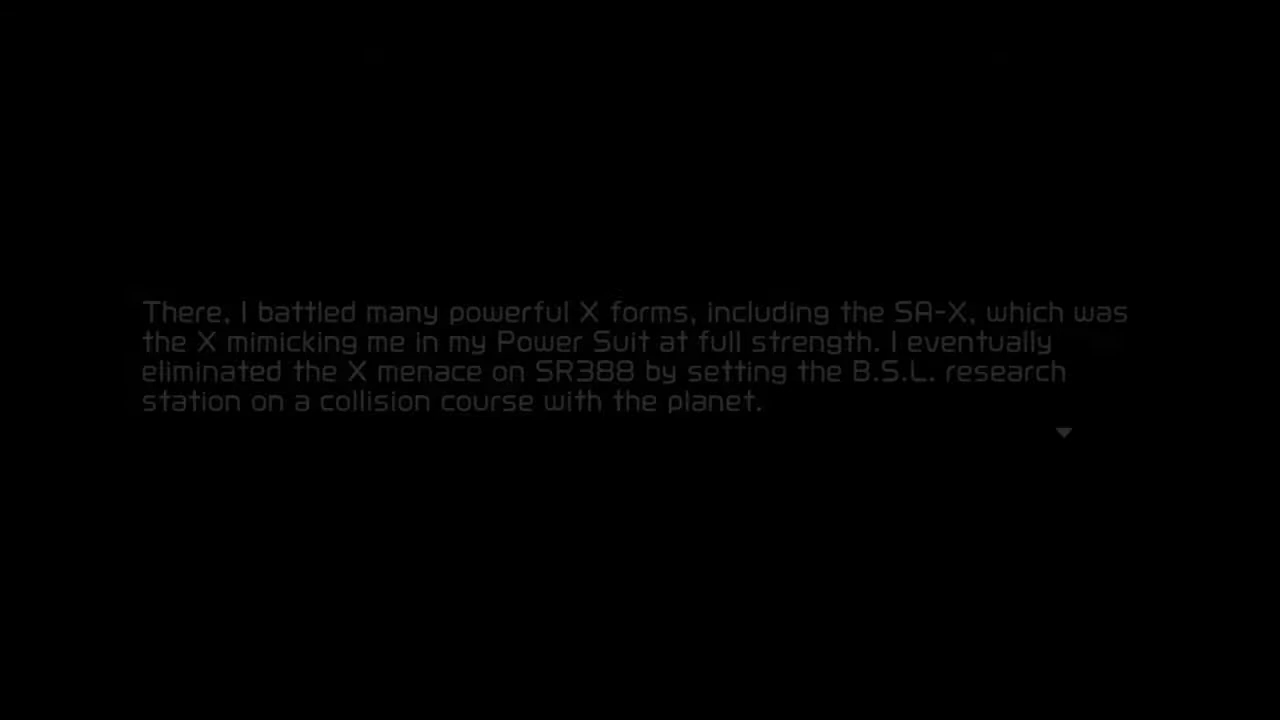 There, I battled many powerful X forms, including the SA-X, which was
the X mimicking me in my Power Suit at full strength. I eventually
eliminated the X menace on SR388 by setting the B.S.L. research
station on a collision course with the planet.